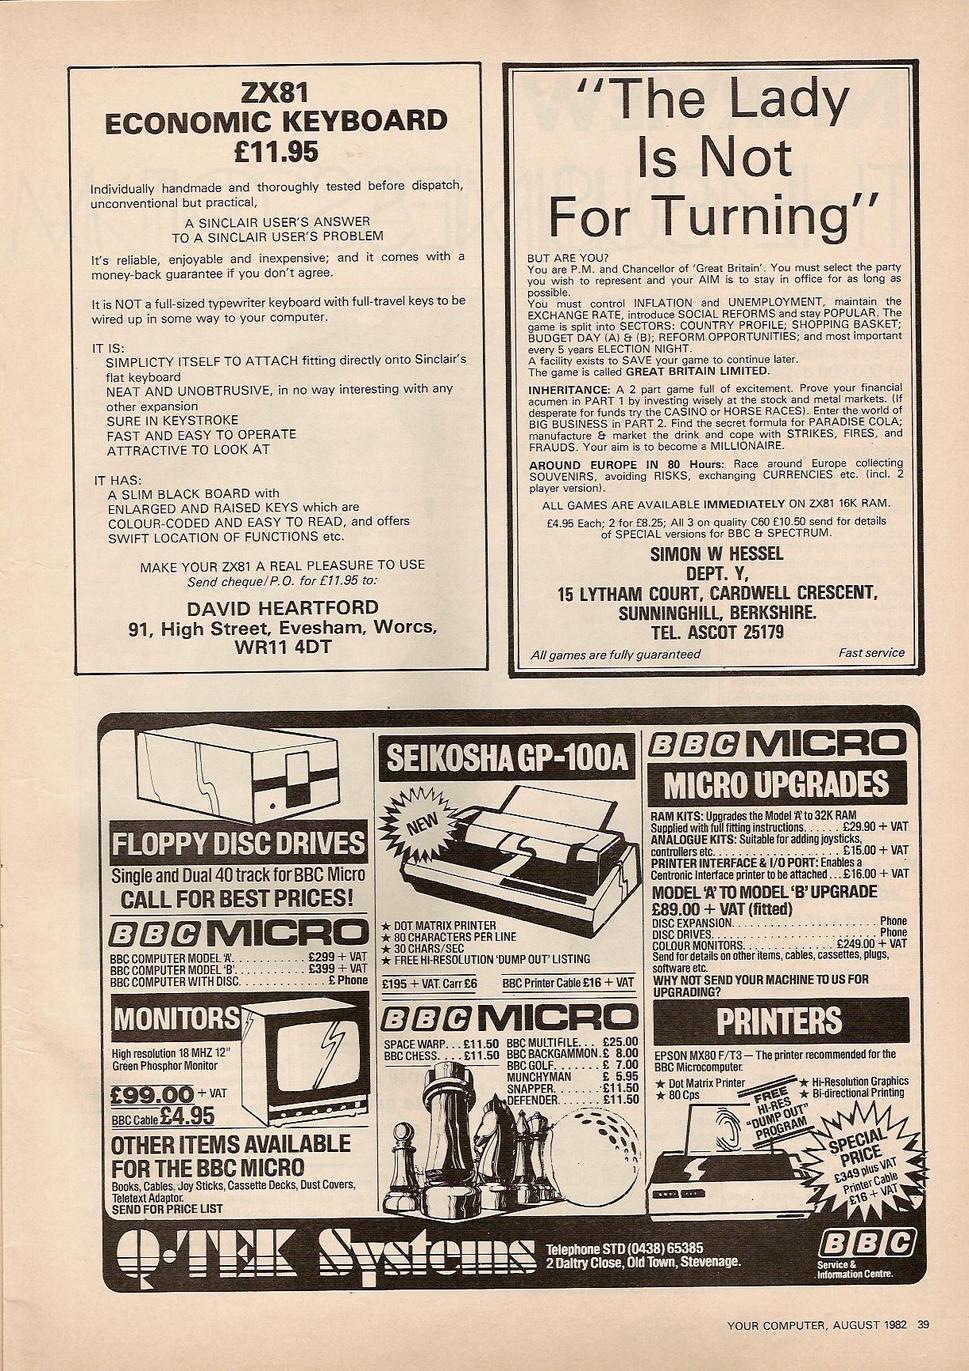 ZX81
ECONOMIC KEYBOARD
£11.95
Individually handmade and thoroughly tested before dispatch,
unconventional but practical,
A SINCLAIR USER'S ANSWER
TO A SINCLAIR USER'S PROBLEM
It's reliable, enjoyable and inexpensive; and it comes with a
money-back guarantee if you don't agree.
It is NOT a full-sized typewriter keyboard with full-travel keys to be
wired up in some way to your computer.
IT IS:
SIMPLICTY ITSELF TO ATTACH fitting directly onto Sinclair's
flat keyboard
NEAT AND UNOBTRUSIVE, in no way interesting with any
other expansion
SURE IN KEYSTROKE
FAST AND EASY TO OPERATE
ATTRACTIVE TO LOOK AT
IT HAS:
A SLIM BLACK BOARD with
ENLARGED AND RAISED KEYS which are
COLOUR-CODED AND EASY TO READ, and offers
SWIFT LOCATION OF FUNCTIONS etc.
MAKE YOUR ZX81 A REAL PLEASURE TO USE
Send cheque/P.O. for £11.95 to:
DAVID HEARTFORD
91, High Street, Evesham, Worcs,
WR11 4DT
"The Lady
Is Not
For Turning"
BUT ARE YOU?
You are P.M. and Chancellor of 'Great Britain'. You must select the party
you wish to represent and your AIM is to stay in office for as long as
possible.
You must control INFLATION and UNEMPLOYMENT, maintain the
EXCHANGE RATE, introduce SOCIAL REFORMS and stay POPULAR. The
game is split into SECTORS: COUNTRY PROFILE; SHOPPING BASKET;
BUDGET DAY (A) & (B); REFORM OPPORTUNITIES; and most important
every 5 years ELECTION NIGHT.
A facility exists to SAVE your game to continue later.
The game is called GREAT BRITAIN LIMITED.
INHERITANCE: A 2 part game full of excitement. Prove your financial
acumen in PART 1 by investing wisely at the stock and metal markets. (If
desperate for funds try the CASINO or HORSE RACES). Enter the world of
BIG BUSINESS in PART 2. Find the secret formula for PARADISE COLA;
manufacture & market the drink and cope with STRIKES, FIRES, and
FRAUDS. Your aim is to become a MILLIONAIRE.
AROUND EUROPE IN 80 Hours: Race around Europe collecting
SOUVENIRS, avoiding RISKS, exchanging CURRENCIES etc. (incl. 2
player version).
ALL GAMES ARE AVAILABLE IMMEDIATELY ON ZX81 16K RAM.
£4.95 Each; 2 for £8.25; All 3 on quality C60 £10.50 send for details
of SPECIAL versions for BBC & SPECTRUM.
SIMON W HESSEL
DEPT. Y,
15 LYTHAM COURT, CARDWELL CRESCENT,
SUNNINGHILL, BERKSHIRE.
TEL. ASCOT 25179
All games are fully guaranteed Fast service
FLOPPY DISC DRIVES
Single and Dual 40 track for BBC Micro
CALL FOR BEST PRICES!
BBC MICRO
BBC COMPUTER MODEL 'A'. . . . . . . . . . . £299 + VAT
BBC COMPUTER MODEL 'B'. . . . . . . . . . . £399 + VAT
BBC COMPUTER WITH DISC. . . . . . . . . . . £ Phone
MONITORS
High resolution 18 MHZ 12"
Green Phosphor Monitor
£99.00 + VAT
BBC Cable £4.95
OTHER ITEMS AVAILABLE
FOR THE BBC MICRO
Books, Cables, Joy Sticks, Cassette Decks, Dust Covers,
Teletext Adaptor.
SEND FOR PRICE LIST
SEIKOSHA GP-100A
NEW
★ DOT MATRIX PRINTER
★ 80 CHARACTERS PER LINE
★ 30 CHARS/SEC
★ FREE HI-RESOLUTION 'DUMP OUT' LISTING
£195 + VAT. Carr £6 BBC Printer Cable £16 + VAT
BBC MICRO
SPACE WARP. . . £11.50
BBC CHESS. . . . £11.50
BBC MULTI FILE. . . £25.00
BBC BACKGAMMON. £ 8.00
BBC GOLF. . . . . . . £ 7.00
MUNCHYMAN £ 5.95
SNAPPER. . . . . . . . £11.50
DEFENDER. . . . . . . £11.50
BBC MICRO
MICRO UPGRADES
RAM KITS: Upgrades the Model 'A' to 32K RAM
Supplied with full fitting instructions. . . . . . £29.90 + VAT
ANALOGUE KITS: Suitable for adding joysticks,
controllers etc. . . . . . . . . . . . . . . . . . . £15.00 + VAT
PRINTER INTERFACE & I/O PORT: Enables a
Centronic Interface printer to be attached . . . £16.00 + VAT
MODEL 'A' TO MODEL 'B' UPGRADE
£89.00 + VAT (fitted)
DISC EXPANSION. . . . . . . . . . . . . . . . . . . . . Phone
DISC DRIVES. . . . . . . . . . . . . . . . . . . . . . . . Phone
COLOUR MONITORS. . . . . . . . . . . . . . £249.00 + VAT
Send for details on other items, cables, cassettes, plugs,
software etc.
WHY NOT SEND YOUR MACHINE TO US FOR
UPGRADING?
PRINTERS
EPSON MX80 F/T3 — The printer recommended for the
BBC Microcomputer.
★ Dot Matrix Printer ★ Hi-Resolution Graphics
★ 80 Cps ★ Bi-directional Printing
FREE
HI-RES
"DUMP OUT"
PROGRAM
SPECIAL
PRICE
£349 plus VAT
Printer Cable
£16 + VAT
Q-TEK Systems
Telephone STD (0438) 65385
2 Daltry Close, Old Town, Stevenage.
BBC
Service &
Information Centre.
YOUR COMPUTER, AUGUST 1982 39